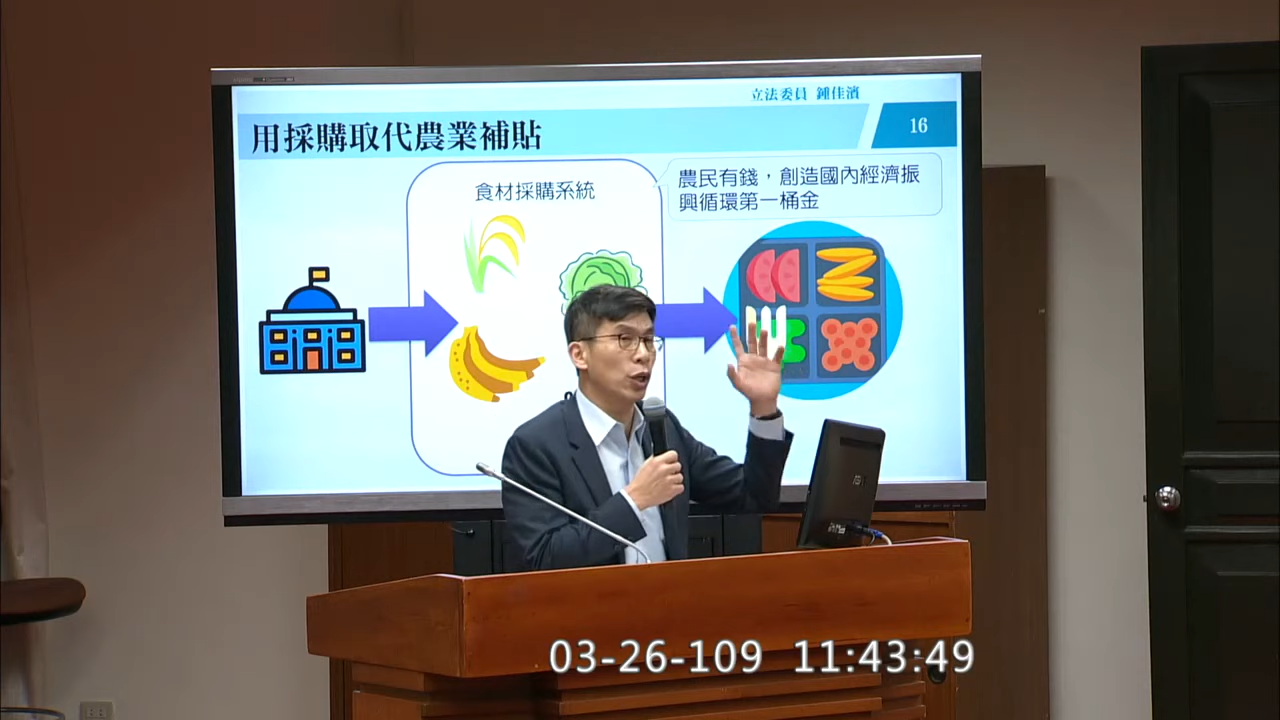 立法委員 鍾佳濱
用採購取代農業補貼
16
食材採購系統
農民有錢，創造國內經濟振
興循環第一桶金
03-26-109 11:43:49